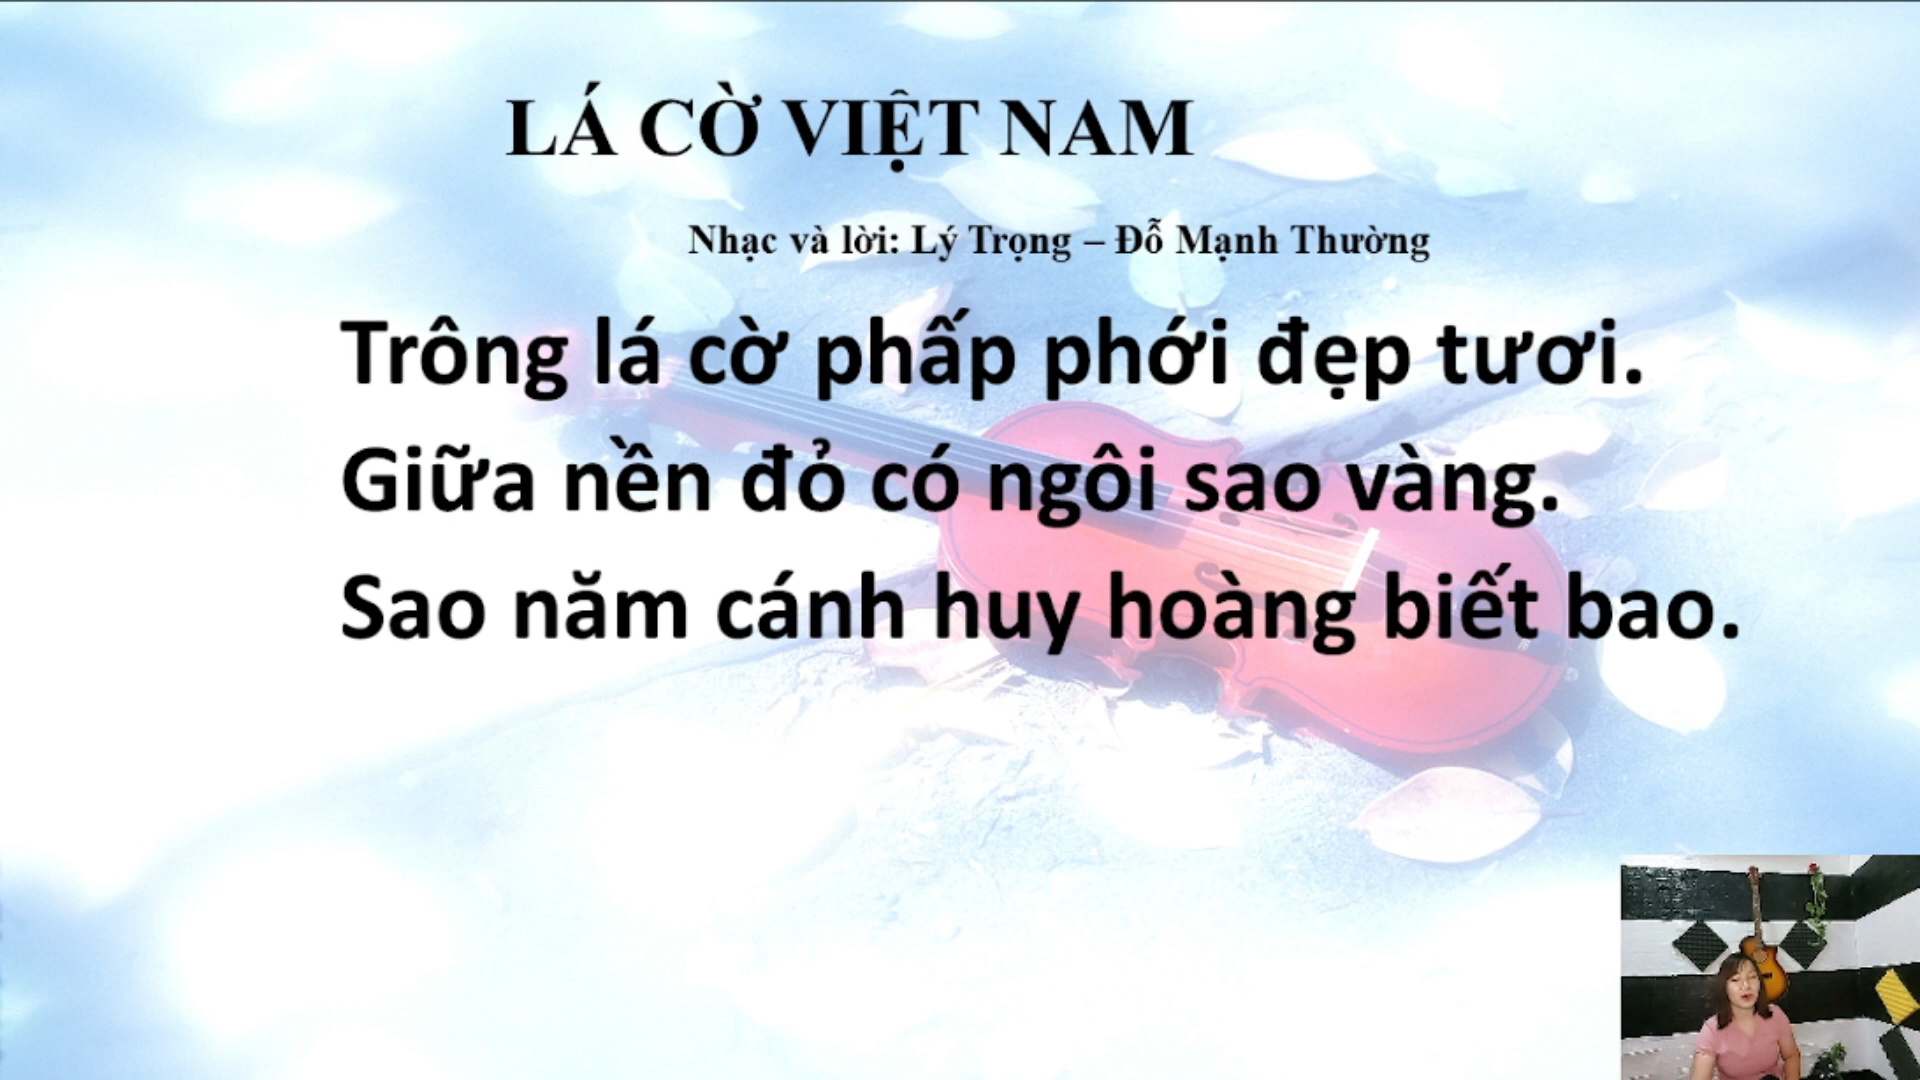 LÁ CỜ VIỆT NAM
Nhạc và lời: Lý Trọng – Đỗ Mạnh Thường
Trông lá cờ phấp phới đẹp tươi.
Giữa nền đỏ có ngôi sao vàng.
Sao năm cánh huy hoàng biết bao.